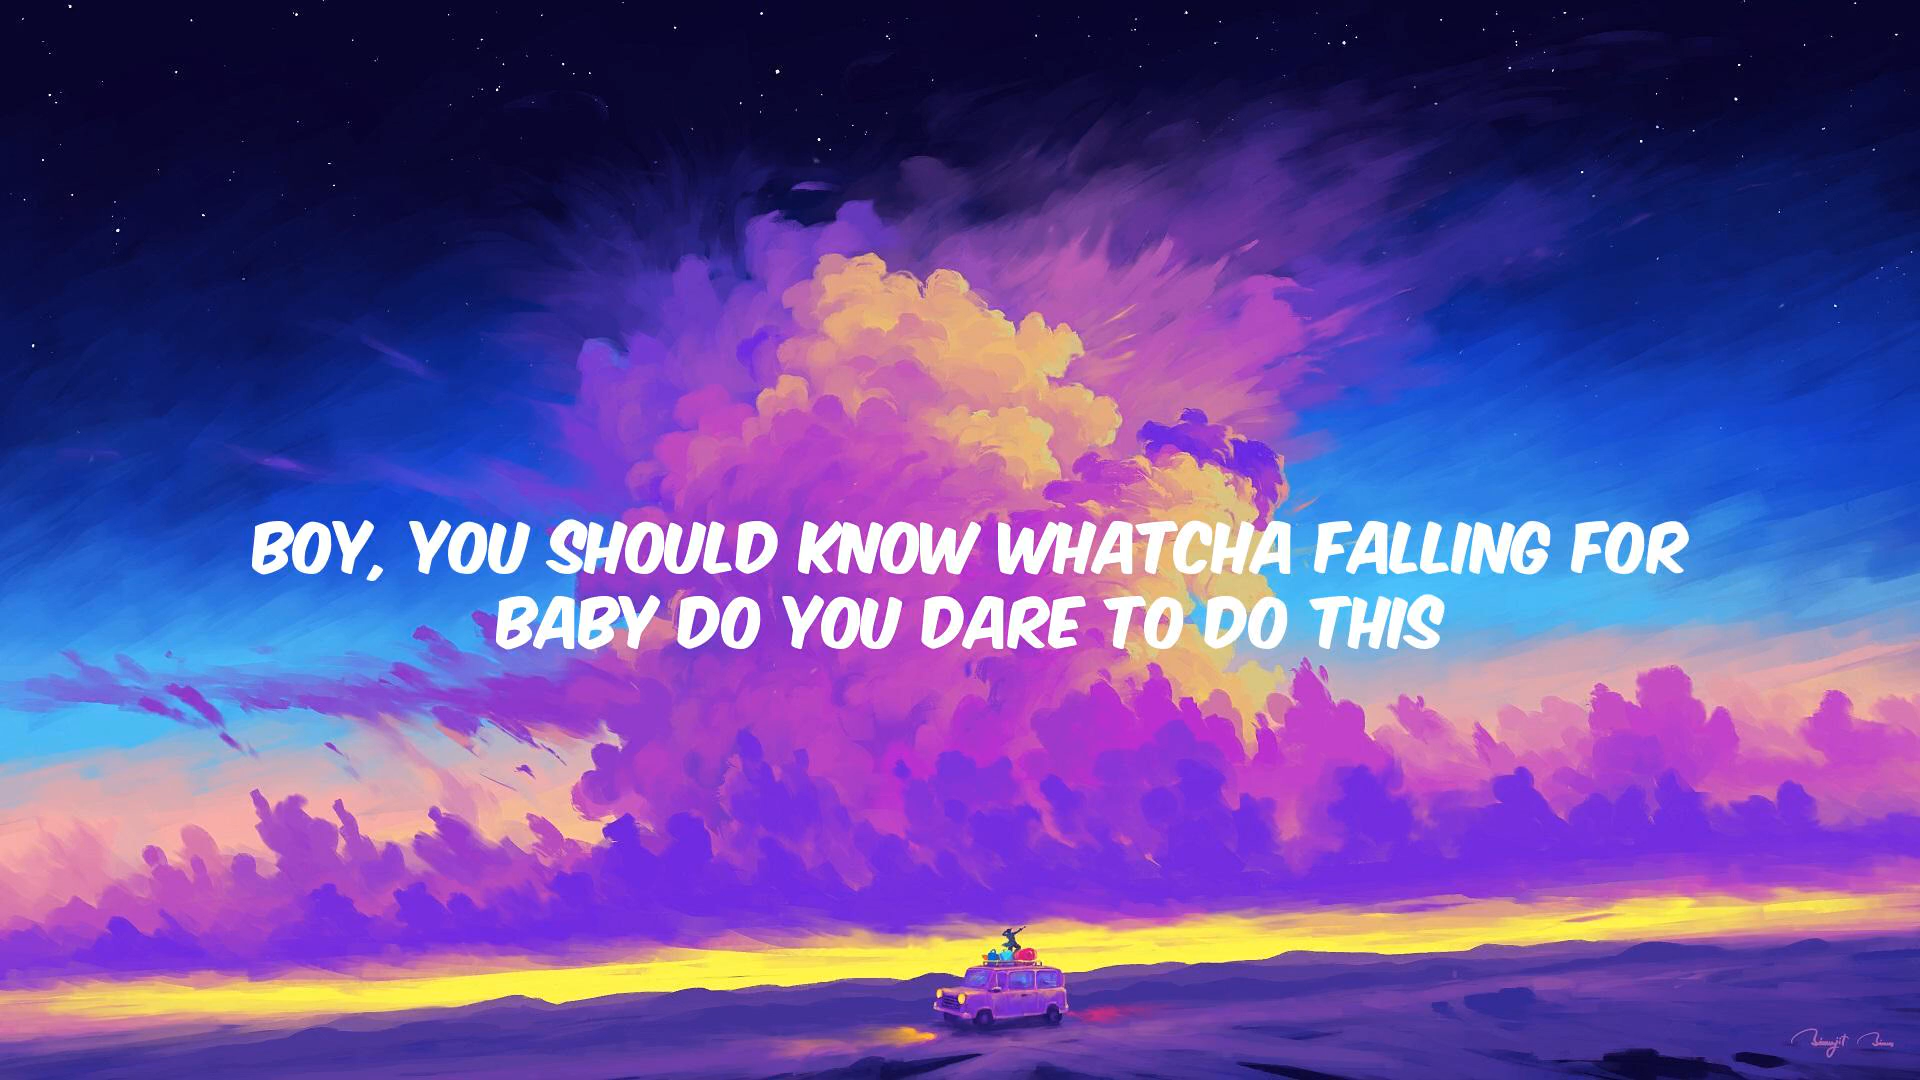 BOY, YOU SHOULD KNOW WHATCHA FALLING FOR
BABY DO YOU DARE TO DO THIS